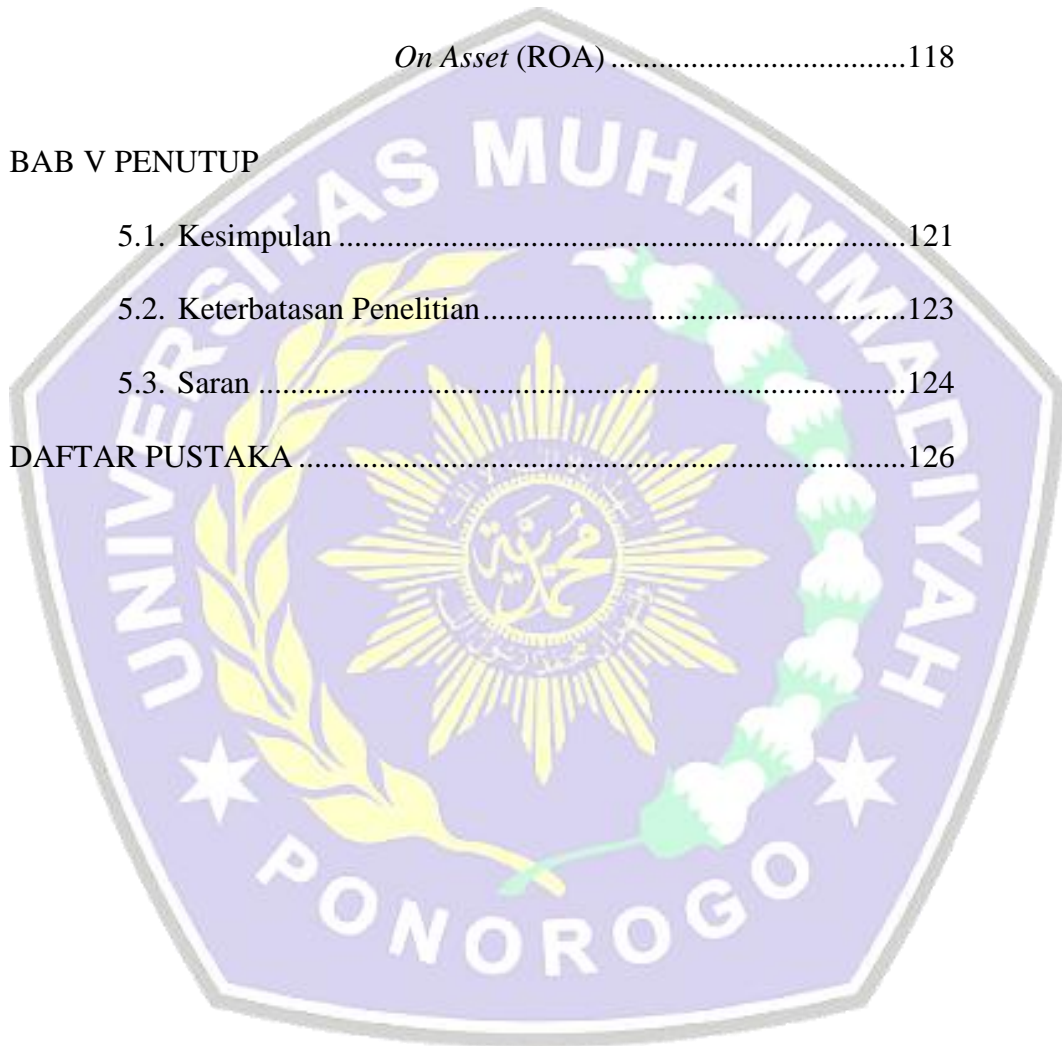 On Asset (ROA) ..................................118
BAB V PENUTUP
5.1. Kesimpulan .....................................................................121
5.2. Keterbatasan Penelitian....................................................123
5.3. Saran ...............................................................................124
DAFTAR PUSTAKA ..........................................................................126
UNIVERSITAS MUHAMMADIYAH
PONOROGO